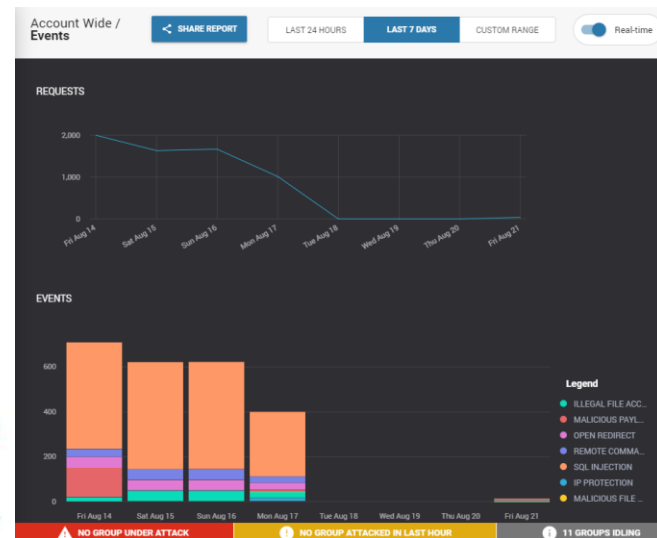 Account Wide /
Events
SHARE REPORT
LAST 24 HOURS
LAST 7 DAYS
CUSTOM RANGE
Real-time
REQUESTS
2,000
1,000
0
Fri Aug 14
Sat Aug 15
Sun Aug 16
Mon Aug 17
Tue Aug 18
Wed Aug 19
Thu Aug 20
Fri Aug 21
EVENTS
600
400
200
0
Fri Aug 14
Sat Aug 15
Sun Aug 16
Mon Aug 17
Tue Aug 18
Wed Aug 19
Thu Aug 20
Fri Aug 21
Legend
ILLEGAL FILE ACC...
MALICIOUS PAYL...
OPEN REDIRECT
REMOTE COMMA...
SQL INJECTION
IP PROTECTION
MALICIOUS FILE ...
NO GROUP UNDER ATTACK
NO GROUP ATTACKED IN LAST HOUR
11 GROUPS IDLING